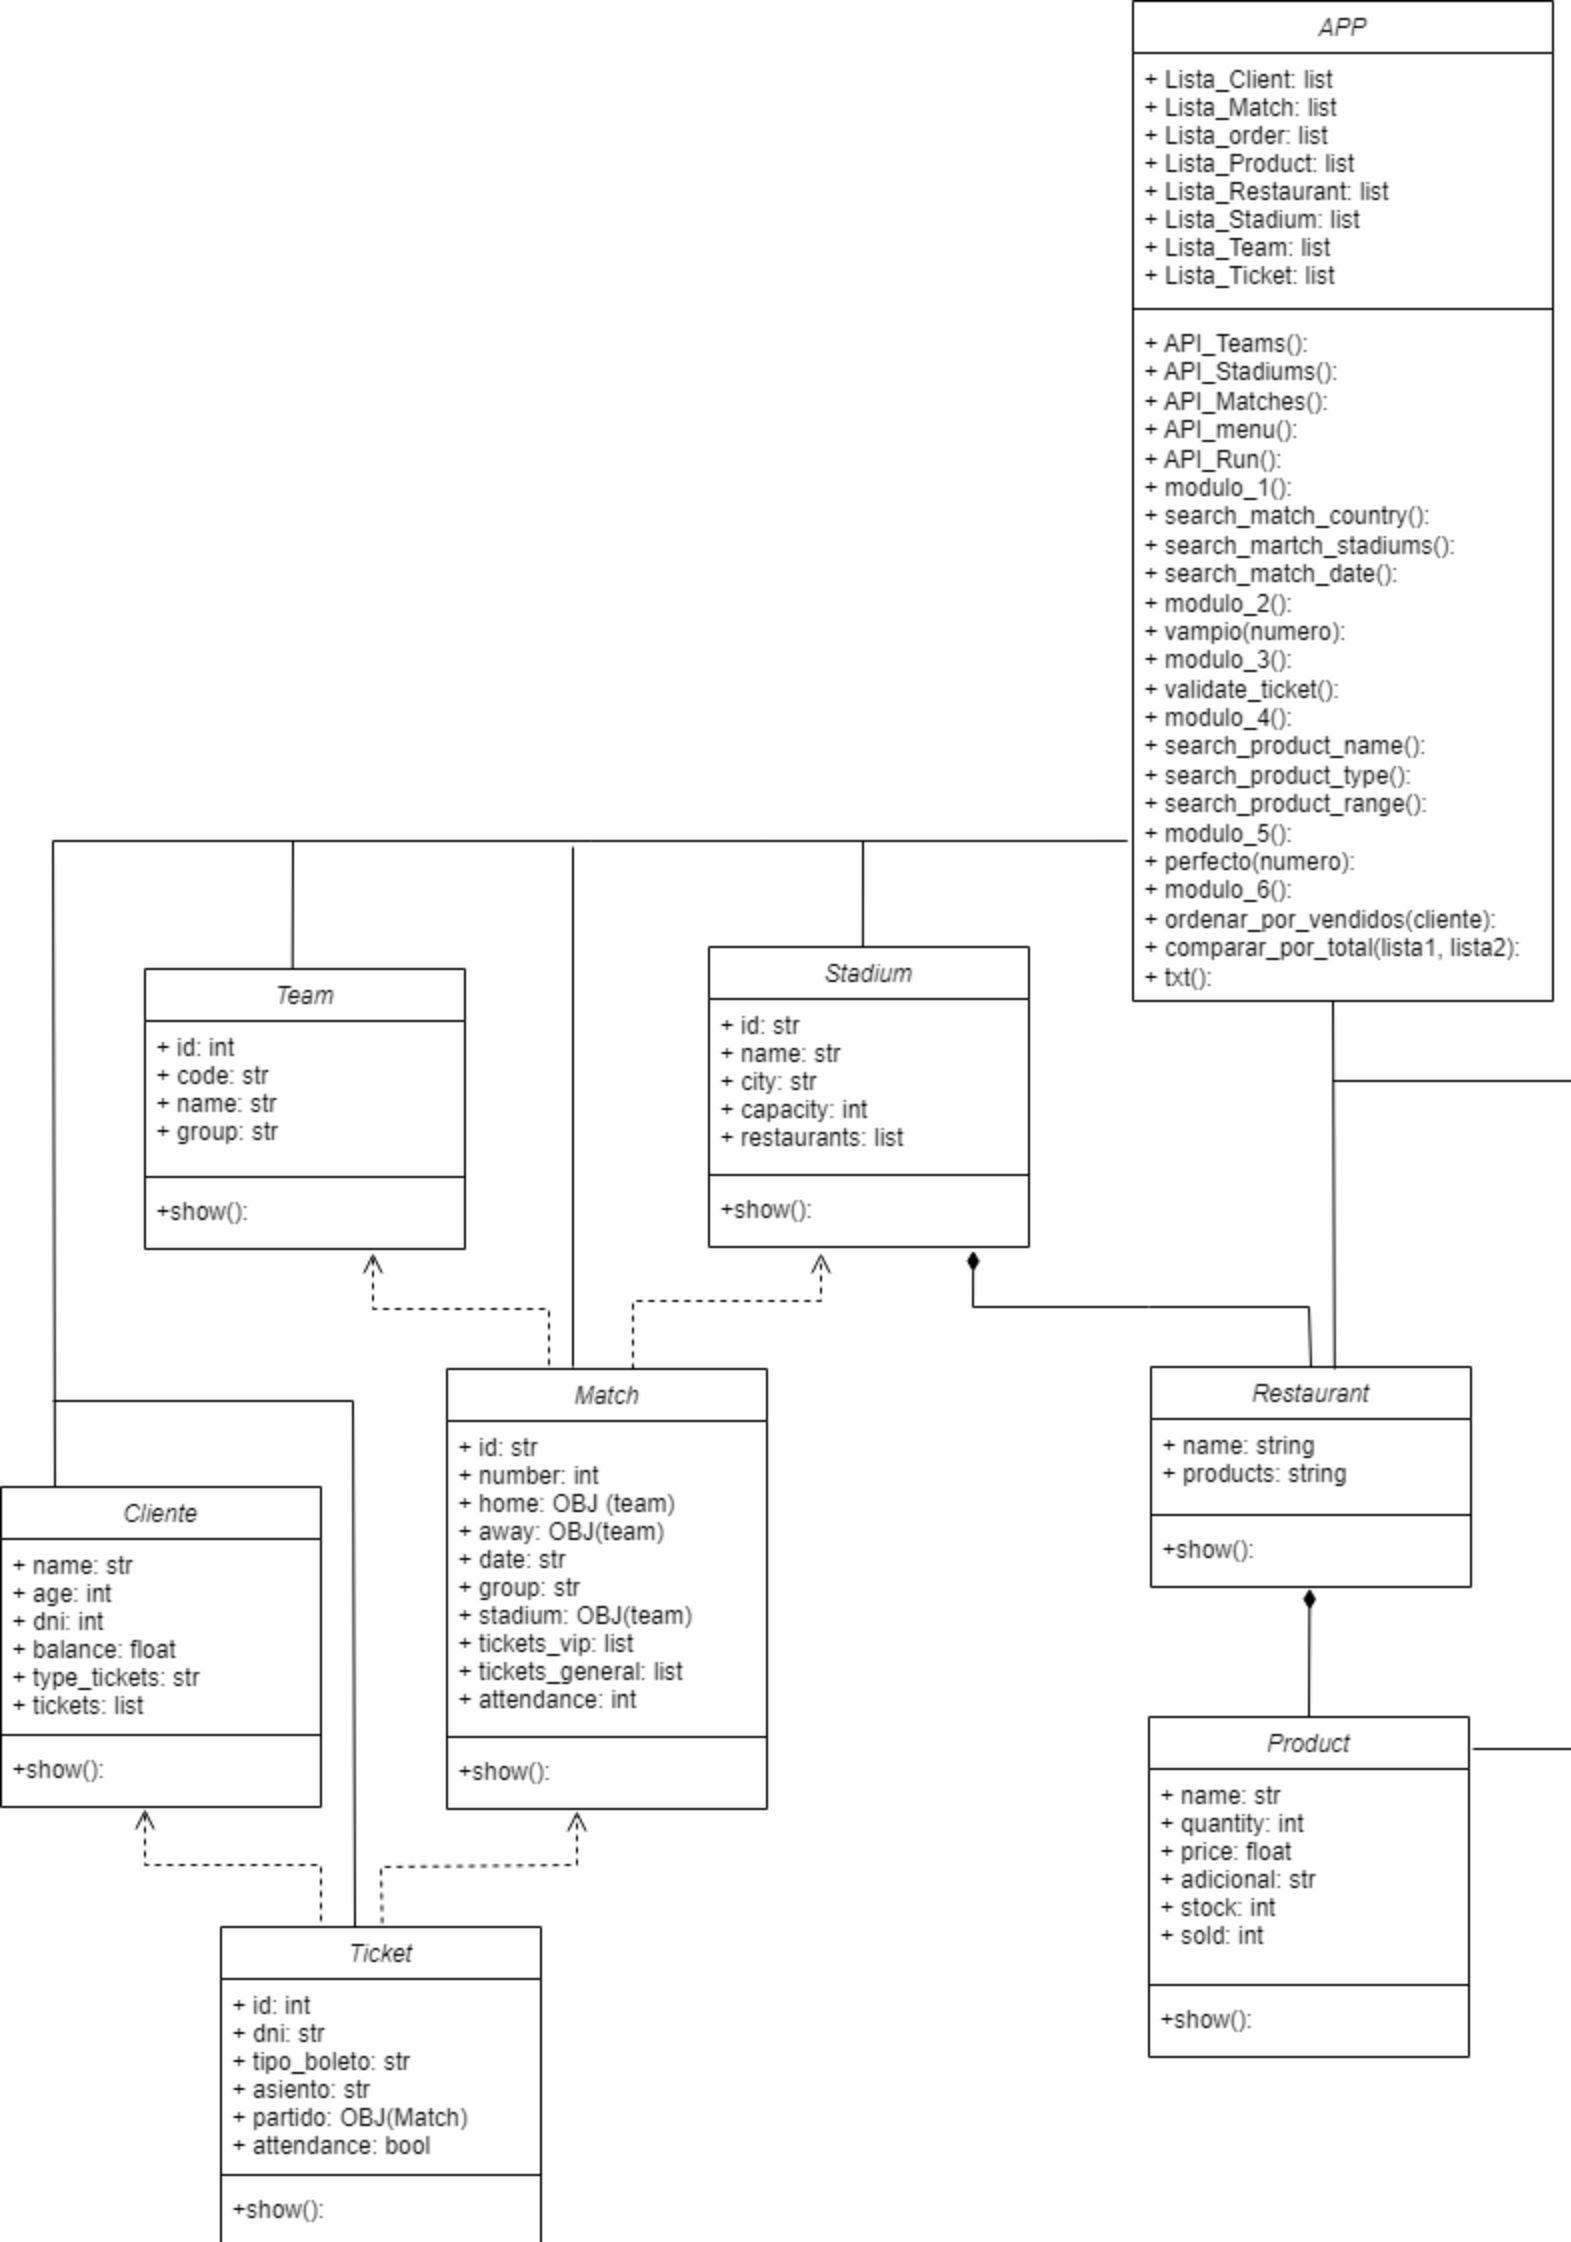 APP
+ Lista_Client: list
+ Lista_Match: list
+ Lista_order: list
+ Lista_Product: list
+ Lista_Restaurant: list
+ Lista_Stadium: list
+ Lista_Team: list
+ Lista_Ticket: list
+ API_Teams():
+ API_Stadiums():
+ API_Matches():
+ API_menu():
+ API_Run():
+ modulo_1():
+ search_match_country():
+ search_martch_stadiums():
+ search_match_date():
+ modulo_2():
+ vampio(numero):
+ modulo_3():
+ validate_ticket():
+ modulo_4():
+ search_product_name():
+ search_product_type():
+ search_product_range():
+ modulo_5():
+ perfecto(numero):
+ modulo_6():
+ ordenar_por_vendidos(cliente):
+ comparar_por_total(lista1, lista2):
+ txt():
Team
+ id: int
+ code: str
+ name: str
+ group: str
+show():
Stadium
+ id: str
+ name: str
+ city: str
+ capacity: int
+ restaurants: list
+show():
Cliente
+ name: str
+ age: int
+ dni: int
+ balance: float
+ type_tickets: str
+ tickets: list
+show():
Match
+ id: str
+ number: int
+ home: OBJ (team)
+ away: OBJ(team)
+ date: str
+ group: str
+ stadium: OBJ(team)
+ tickets_vip: list
+ tickets_general: list
+ attendance: int
+show():
Restaurant
+ name: string
+ products: string
+show():
Product
+ name: str
+ quantity: int
+ price: float
+ adicional: str
+ stock: int
+ sold: int
+show():
Ticket
+ id: int
+ dni: str
+ tipo_boleto: str
+ asiento: str
+ partido: OBJ(Match)
+ attendance: bool
+show():